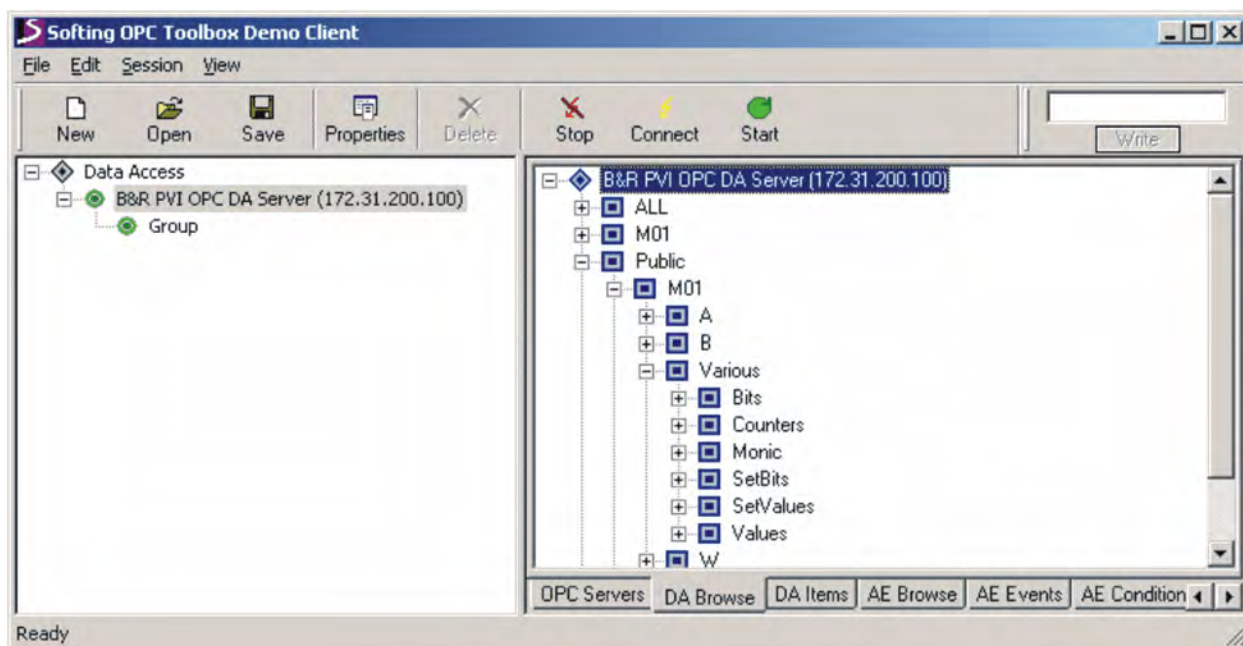 Softing OPC Toolbox Demo Client
File Edit Session View
New Open Save Properties Delete Stop Connect Start Write
Data Access
B&R PVI OPC DA Server (172.31.200.100)
Group
B&R PVI OPC DA Server (172.31.200.100)
ALL
M01
Public
M01
A
B
Various
Bits
Counters
Monic
SetBits
SetValues
Values
W
OPC Servers DA Browse DA Items AE Browse AE Events AE Condition
Ready